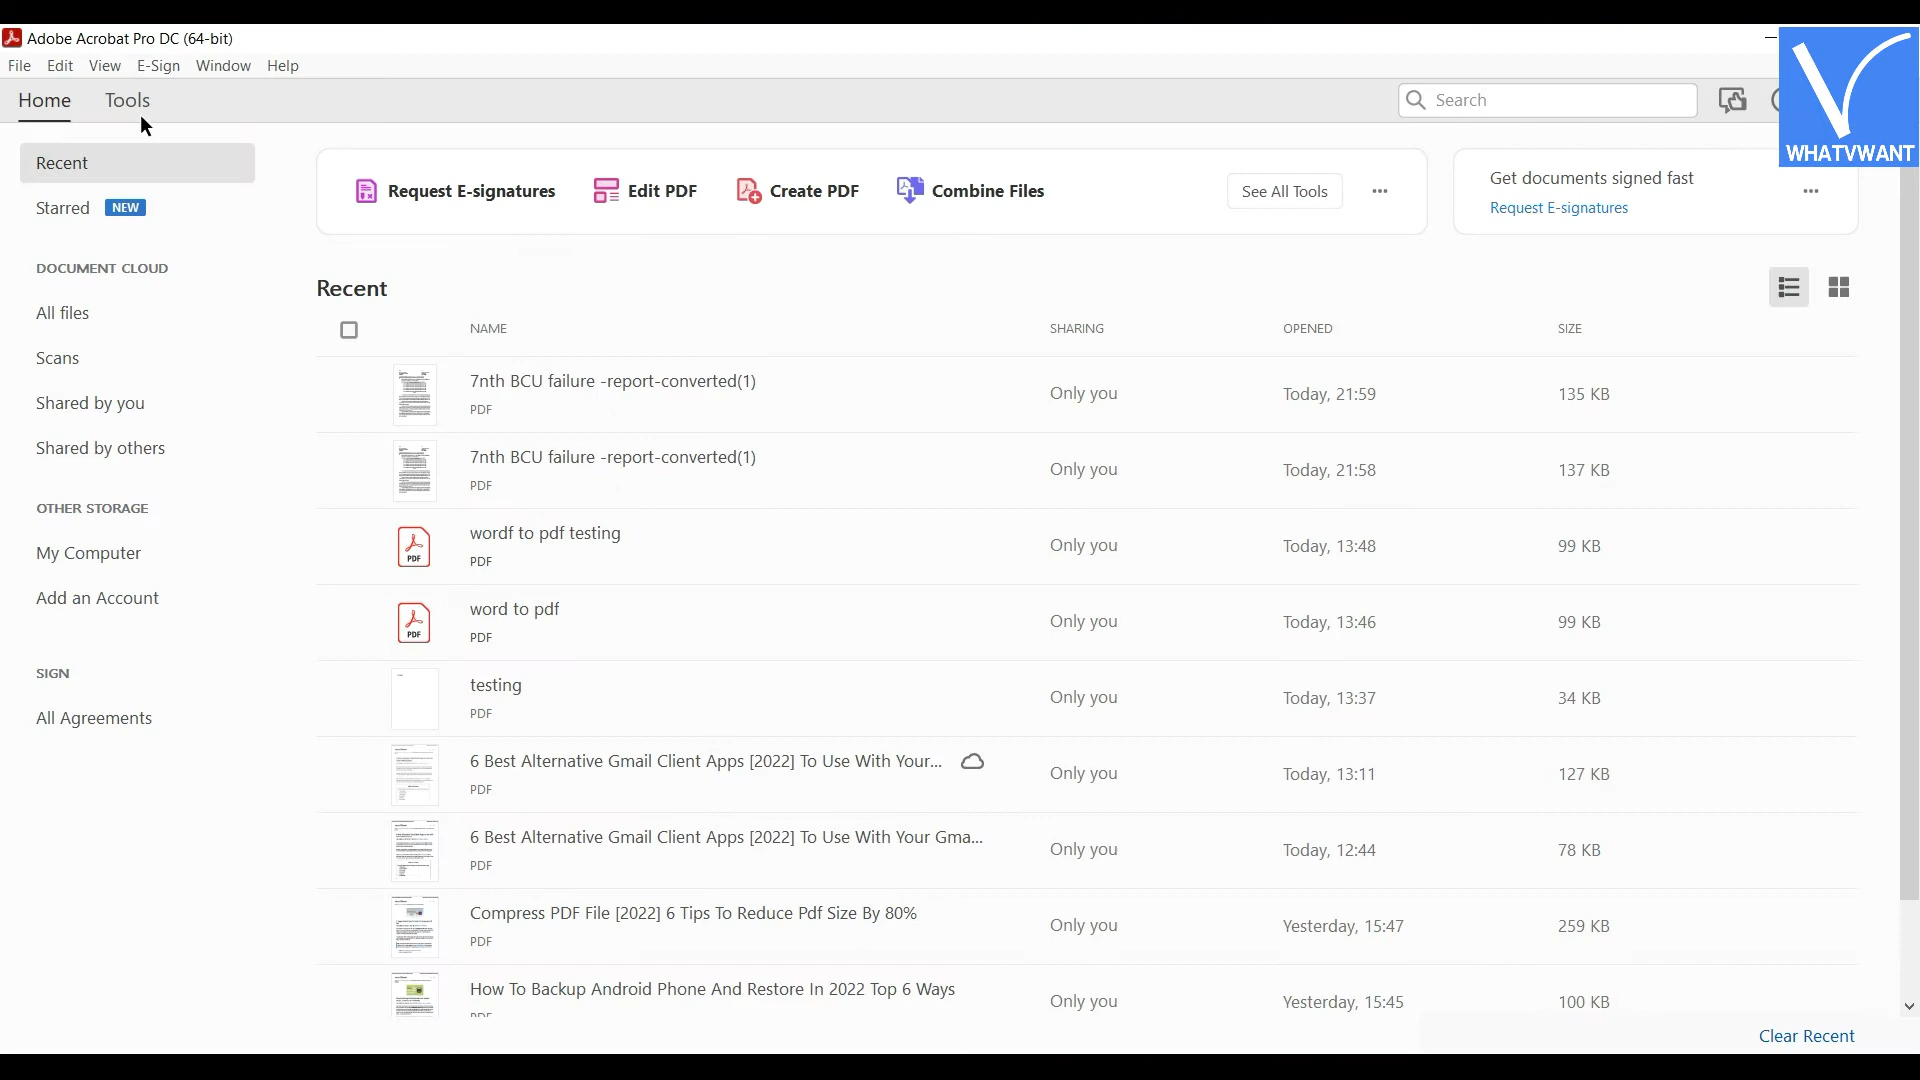 Adobe Acrobat Pro DC (64-bit)
File Edit View E-Sign Window Help
Home Tools
Search
WHATVWANT
Recent
Starred NEW
DOCUMENT CLOUD
All files
Scans
Shared by you
Shared by others
OTHER STORAGE
My Computer
Add an Account
SIGN
All Agreements
Request E-signatures Edit PDF Create PDF Combine Files See All Tools
Get documents signed fast
Request E-signatures
Recent
NAME SHARING OPENED SIZE
7nth BCU failure -report-converted(1)
PDF
Only you Today, 21:59 135 KB
7nth BCU failure -report-converted(1)
PDF
Only you Today, 21:58 137 KB
PDF
wordf to pdf testing
PDF
Only you Today, 13:48 99 KB
PDF
word to pdf
PDF
Only you Today, 13:46 99 KB
testing
PDF
Only you Today, 13:37 34 KB
6 Best Alternative Gmail Client Apps [2022] To Use With Your...
PDF
Only you Today, 13:11 127 KB
6 Best Alternative Gmail Client Apps [2022] To Use With Your Gma...
PDF
Only you Today, 12:44 78 KB
Compress PDF File [2022] 6 Tips To Reduce Pdf Size By 80%
PDF
Only you Yesterday, 15:47 259 KB
How To Backup Android Phone And Restore In 2022 Top 6 Ways
PDF
Only you Yesterday, 15:45 100 KB
Clear Recent